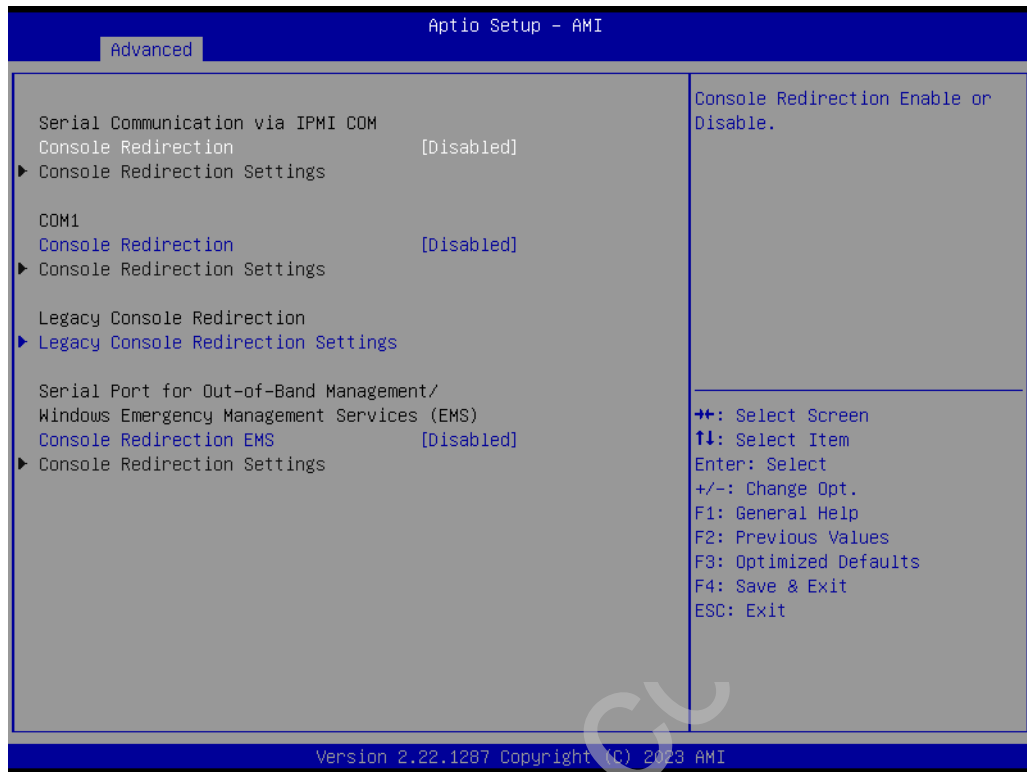 Aptio Setup – AMI
Advanced
Serial Communication via IPMI COM
Console Redirection [Disabled]
▶ Console Redirection Settings
COM1
Console Redirection [Disabled]
▶ Console Redirection Settings
Legacy Console Redirection
▶ Legacy Console Redirection Settings
Serial Port for Out-of-Band Management/
Windows Emergency Management Services (EMS)
Console Redirection EMS [Disabled]
▶ Console Redirection Settings
Console Redirection Enable or
Disable.
→←: Select Screen
↑↓: Select Item
Enter: Select
+/-: Change Opt.
F1: General Help
F2: Previous Values
F3: Optimized Defaults
F4: Save & Exit
ESC: Exit
Version 2.22.1287 Copyright (C) 2023 AMI